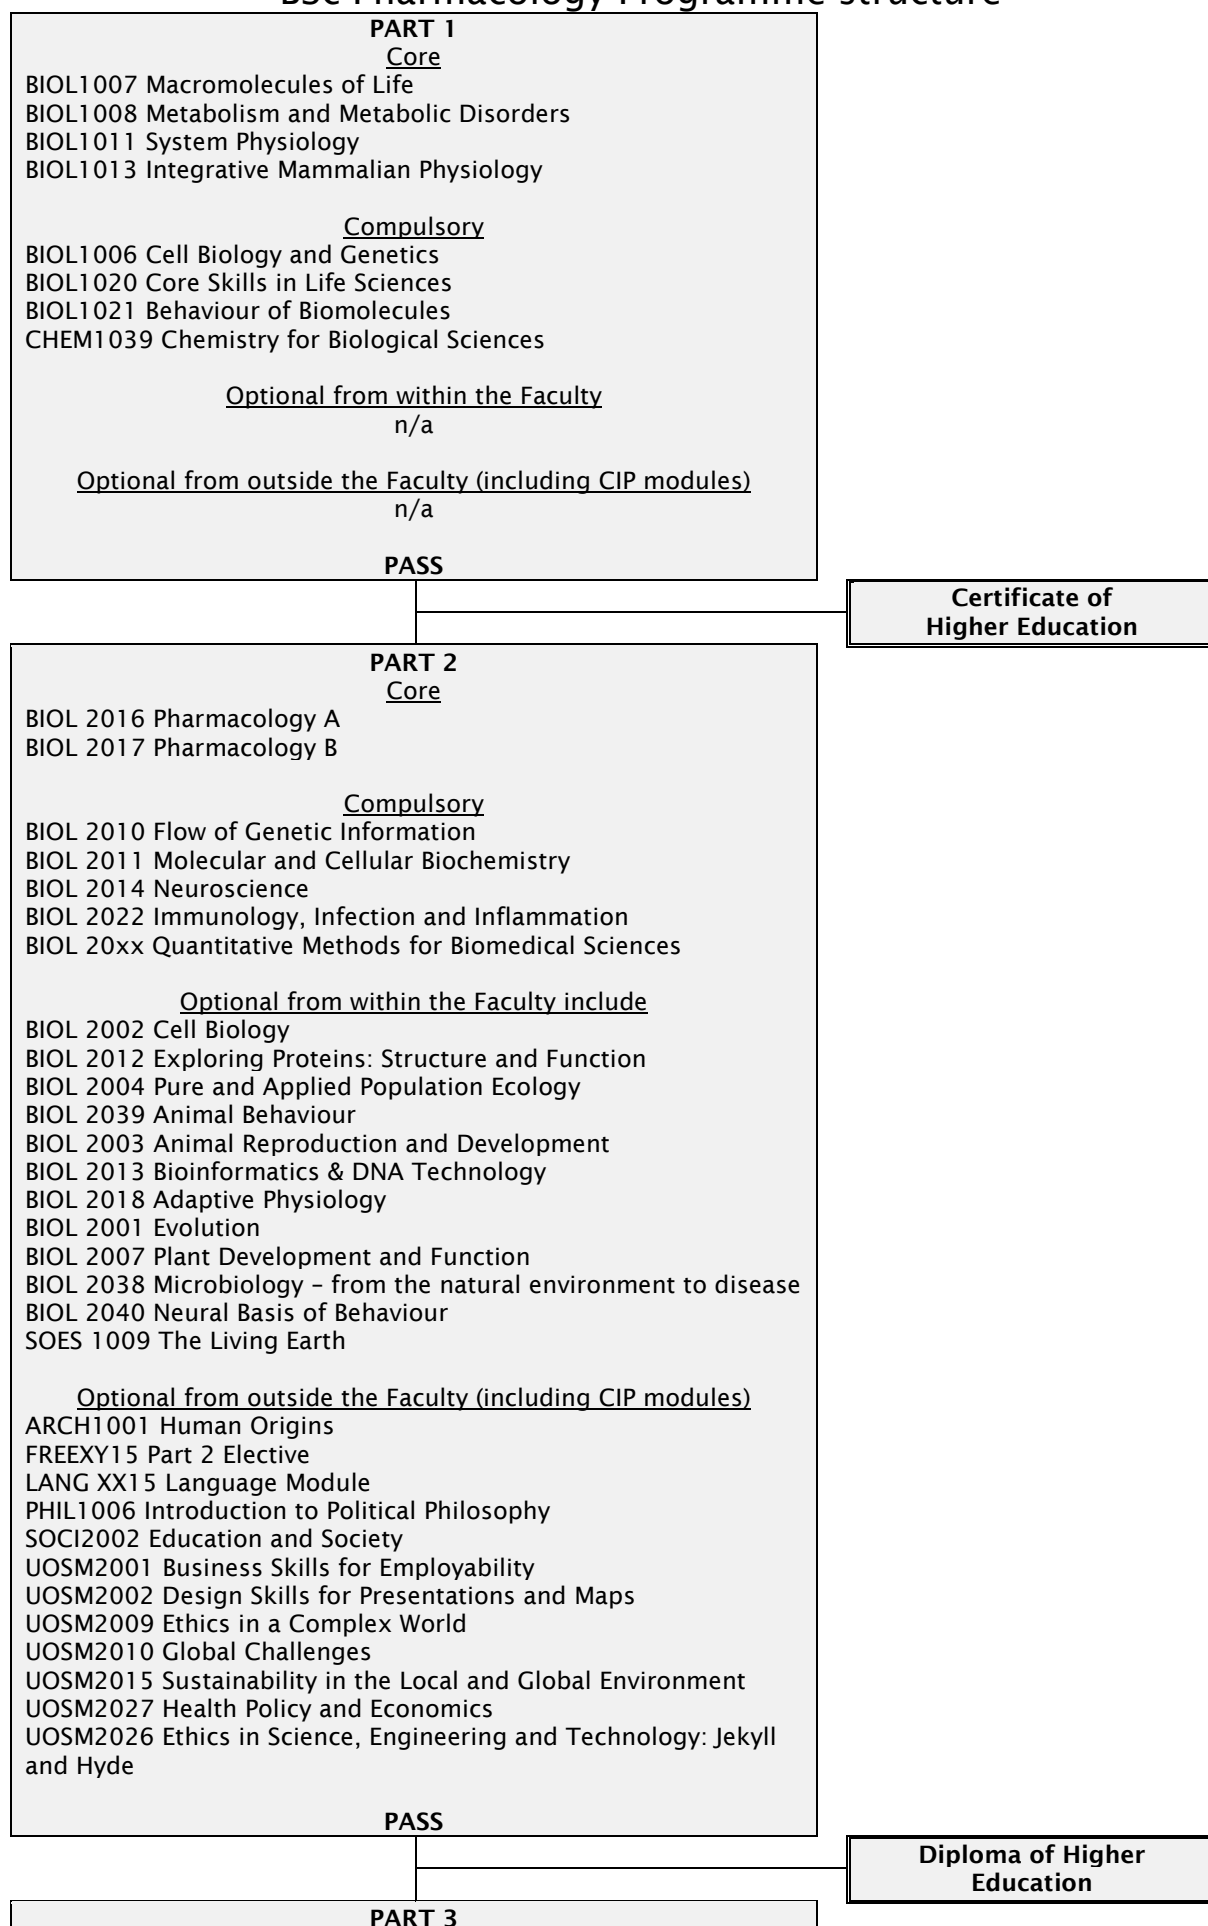 BSc Pharmacology Programme structure
PART 1
Core
BIOL1007 Macromolecules of Life
BIOL1008 Metabolism and Metabolic Disorders
BIOL1011 System Physiology
BIOL1013 Integrative Mammalian Physiology
Compulsory
BIOL1006 Cell Biology and Genetics
BIOL1020 Core Skills in Life Sciences
BIOL1021 Behaviour of Biomolecules
CHEM1039 Chemistry for Biological Sciences
Optional from within the Faculty
n/a
Optional from outside the Faculty (including CIP modules)
n/a
PASS
Certificate of
Higher Education
PART 2
Core
BIOL 2016 Pharmacology A
BIOL 2017 Pharmacology B
Compulsory
BIOL 2010 Flow of Genetic Information
BIOL 2011 Molecular and Cellular Biochemistry
BIOL 2014 Neuroscience
BIOL 2022 Immunology, Infection and Inflammation
BIOL 20xx Quantitative Methods for Biomedical Sciences
Optional from within the Faculty include
BIOL 2002 Cell Biology
BIOL 2012 Exploring Proteins: Structure and Function
BIOL 2004 Pure and Applied Population Ecology
BIOL 2039 Animal Behaviour
BIOL 2003 Animal Reproduction and Development
BIOL 2013 Bioinformatics & DNA Technology
BIOL 2018 Adaptive Physiology
BIOL 2001 Evolution
BIOL 2007 Plant Development and Function
BIOL 2038 Microbiology – from the natural environment to disease
BIOL 2040 Neural Basis of Behaviour
SOES 1009 The Living Earth
Optional from outside the Faculty (including CIP modules)
ARCH1001 Human Origins
FREEXY15 Part 2 Elective
LANG XX15 Language Module
PHIL1006 Introduction to Political Philosophy
SOCI2002 Education and Society
UOSM2001 Business Skills for Employability
UOSM2002 Design Skills for Presentations and Maps
UOSM2009 Ethics in a Complex World
UOSM2010 Global Challenges
UOSM2015 Sustainability in the Local and Global Environment
UOSM2027 Health Policy and Economics
UOSM2026 Ethics in Science, Engineering and Technology: Jekyll
and Hyde
PASS
Diploma of Higher
Education
PART 3